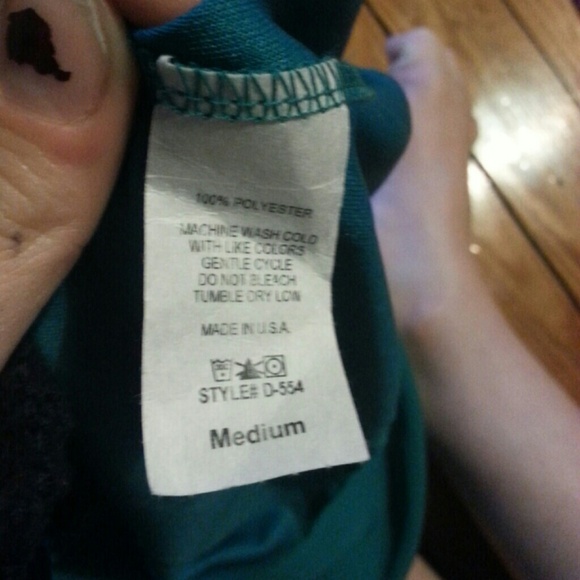 100% POLYESTER
MACHINE WASH COLD
WITH LIKE COLORS
GENTLE CYCLE
DO NOT BLEACH
TUMBLE DRY LOW
MADE IN U.S.A.
STYLE# D-554
Medium